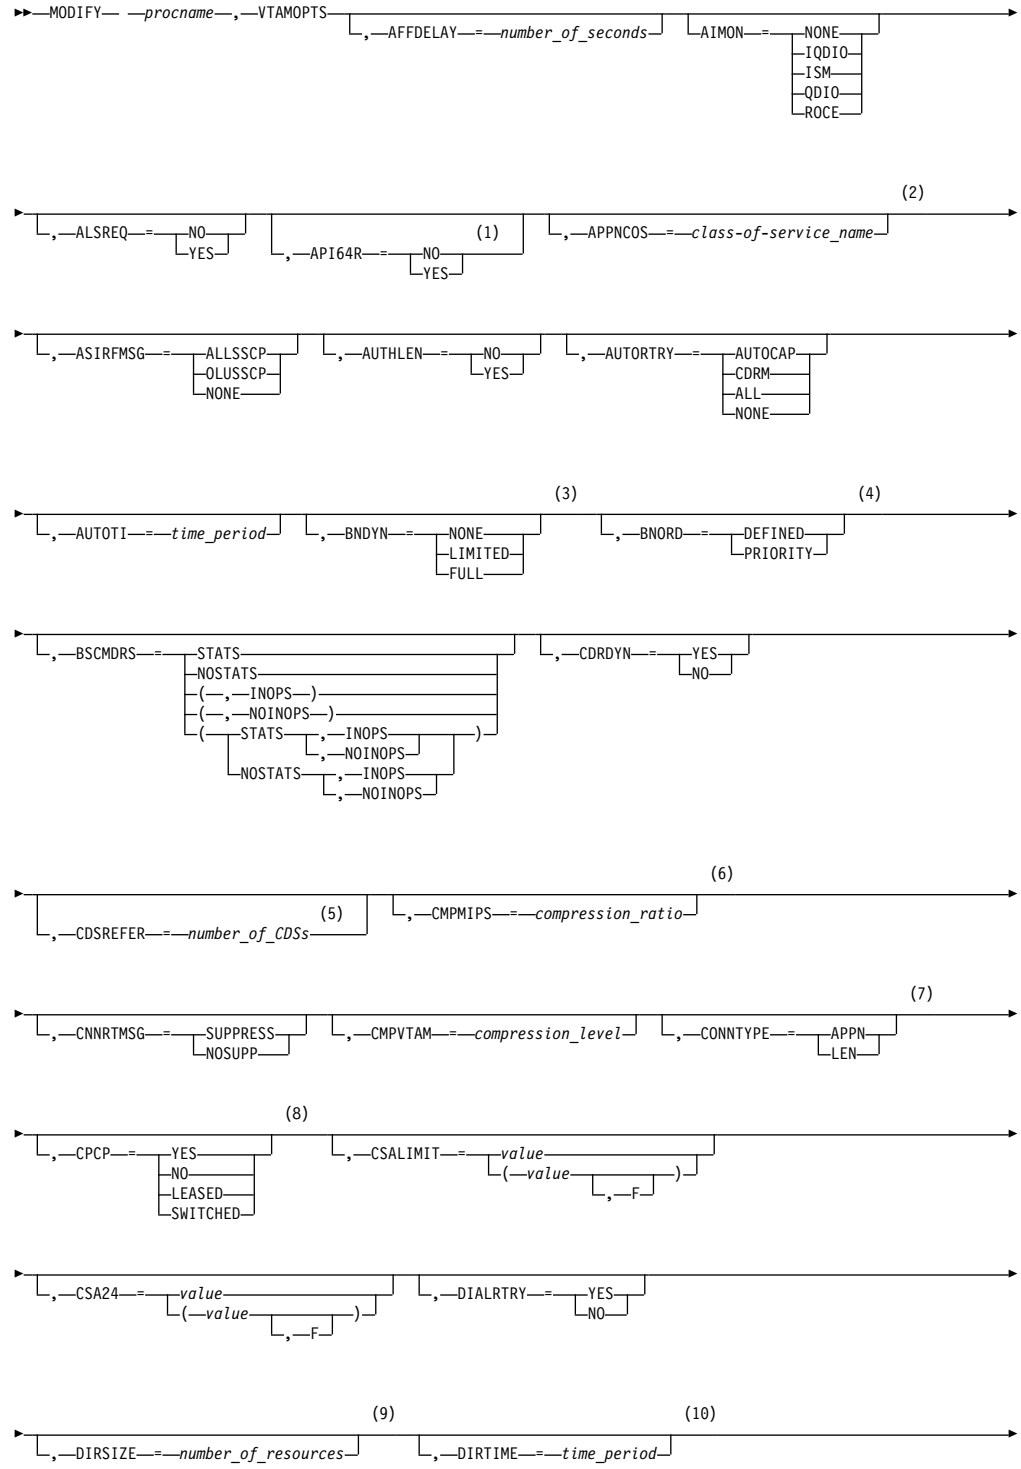 MODIFY procname , VTAMOPTS
, AFFDELAY = number_of_seconds
AIMON = NONE
IQDIO
ISM
QDIO
ROCE
, ALSREQ = NO
YES
, API64R = NO
YES
(1)
, APPNCOS = class-of-service_name
(2)
, ASIRFMSG = ALLSSCP
OLUSSCP
NONE
, AUTHLEN = NO
YES
, AUTORTRY = AUTOCAP
CDRM
ALL
NONE
, AUTOTI = time_period
, BNDYN = NONE
LIMITED
FULL
(3)
, BNORD = DEFINED
PRIORITY
(4)
, BSCMDRS = STATS
NOSTATS
( , INOPS )
( , NOINOPS )
( STATS , INOPS )
, NOINOPS
NOSTATS , INOPS
, NOINOPS
, CDRDYN = YES
NO
, CDSREFER = number_of_CDSs
(5)
, CMPMIPS = compression_ratio
(6)
, CNNRTMSG = SUPPRESS
NOSUPP
, CMPVTAM = compression_level
, CONNTYPE = APPN
LEN
(7)
, CPCP = YES
NO
LEASED
SWITCHED
(8)
, CSALIMIT = value
( value )
, F
, CSA24 = value
( value )
, F
, DIALRTRY = YES
NO
, DIRSIZE = number_of_resources
(9)
, DIRTIME = time_period
(10)